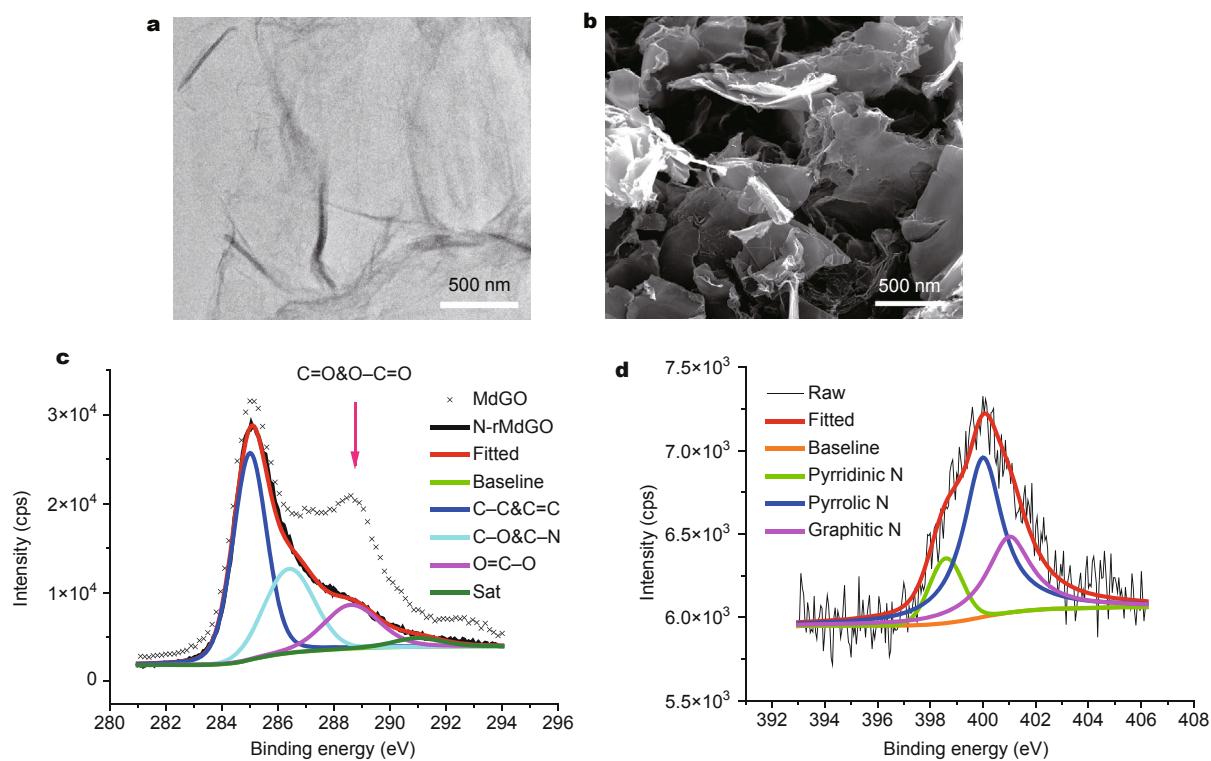 a
500 nm
b
500 nm
c
C=O&O–C=O
MdGO
N-rMdGO
Fitted
Baseline
C–C&C=C
C–O&C–N
O=C–O
Sat
3×10⁴
2×10⁴
1×10⁴
0
Intensity (cps)
280 282 284 286 288 290 292 294 296
Binding energy (eV)
d
Raw
Fitted
Baseline
Pyrridinic N
Pyrrolic N
Graphitic N
7.5×10³
7.0×10³
6.5×10³
6.0×10³
5.5×10³
Intensity (cps)
392 394 396 398 400 402 404 406 408
Binding energy (eV)